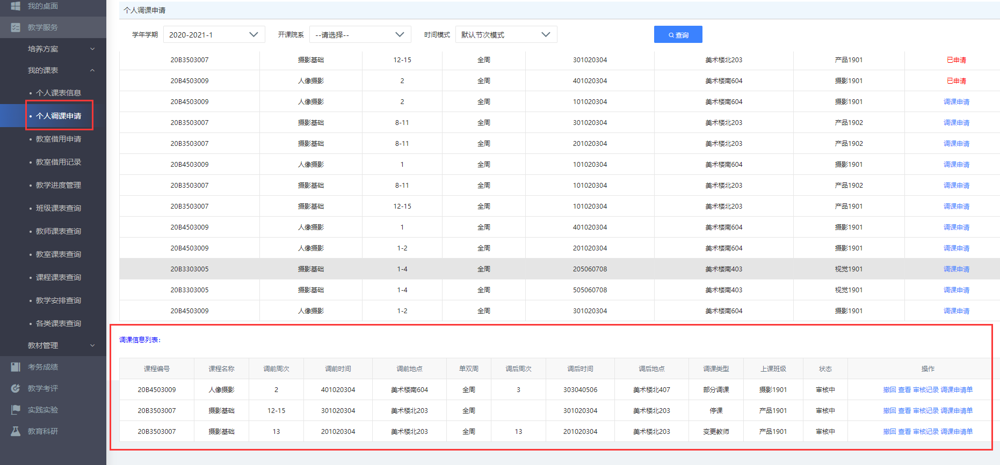 我的桌面
教学服务
培养方案
我的课表
个人课表信息
个人调课申请
教室借用申请
教室借用记录
教学进度管理
班级课表查询
教师课表查询
教室课表查询
课程课表查询
教学安排查询
各类课表查询
教材管理
考务成绩
教学考评
实践实验
教育科研
个人调课申请
学年学期 2020-2021-1 开课院系 --请选择-- 时间模式 默认节次模式 查询
20B3503007 摄影基础 12-15 全周 301020304 美术楼北203 产品1901 已申请
20B4503009 人像摄影 2 全周 401020304 美术楼南604 摄影1901 已申请
20B4503009 人像摄影 2 全周 101020304 美术楼南604 摄影1901 调课申请
20B3503007 摄影基础 8-11 全周 301020304 美术楼北203 产品1902 调课申请
20B3503007 摄影基础 8-11 全周 201020304 美术楼北203 产品1902 调课申请
20B4503009 人像摄影 1 全周 101020304 美术楼南604 摄影1901 调课申请
20B3503007 摄影基础 8-11 全周 101020304 美术楼北203 产品1902 调课申请
20B3503007 摄影基础 12-15 全周 101020304 美术楼北203 产品1901 调课申请
20B4503009 人像摄影 1 全周 401020304 美术楼南604 摄影1901 调课申请
20B4503009 人像摄影 1-2 全周 201020304 美术楼南604 摄影1901 调课申请
20B3303005 摄影基础 1-4 全周 205060708 美术楼南403 视觉1901 调课申请
20B3303005 摄影基础 1-4 全周 505060708 美术楼南403 视觉1901 调课申请
20B4503009 人像摄影 1-2 全周 301020304 美术楼南604 摄影1901 调课申请
调课信息列表：
课程编号 课程名称 调前周次 调前时间 调前地点 单双周 调后周次 调后时间 调后地点 调课类型 上课班级 状态 操作
20B4503009 人像摄影 2 401020304 美术楼南604 全周 3 303040506 美术楼北407 部分调课 摄影1901 审核中 撤回 查看 审核记录 调课申请单
20B3503007 摄影基础 12-15 301020304 美术楼北203 全周 301020304 美术楼北203 停课 产品1901 审核中 撤回 查看 审核记录 调课申请单
20B3503007 摄影基础 13 201020304 美术楼北203 全周 13 201020304 美术楼北203 变更教师 产品1901 审核中 撤回 查看 审核记录 调课申请单